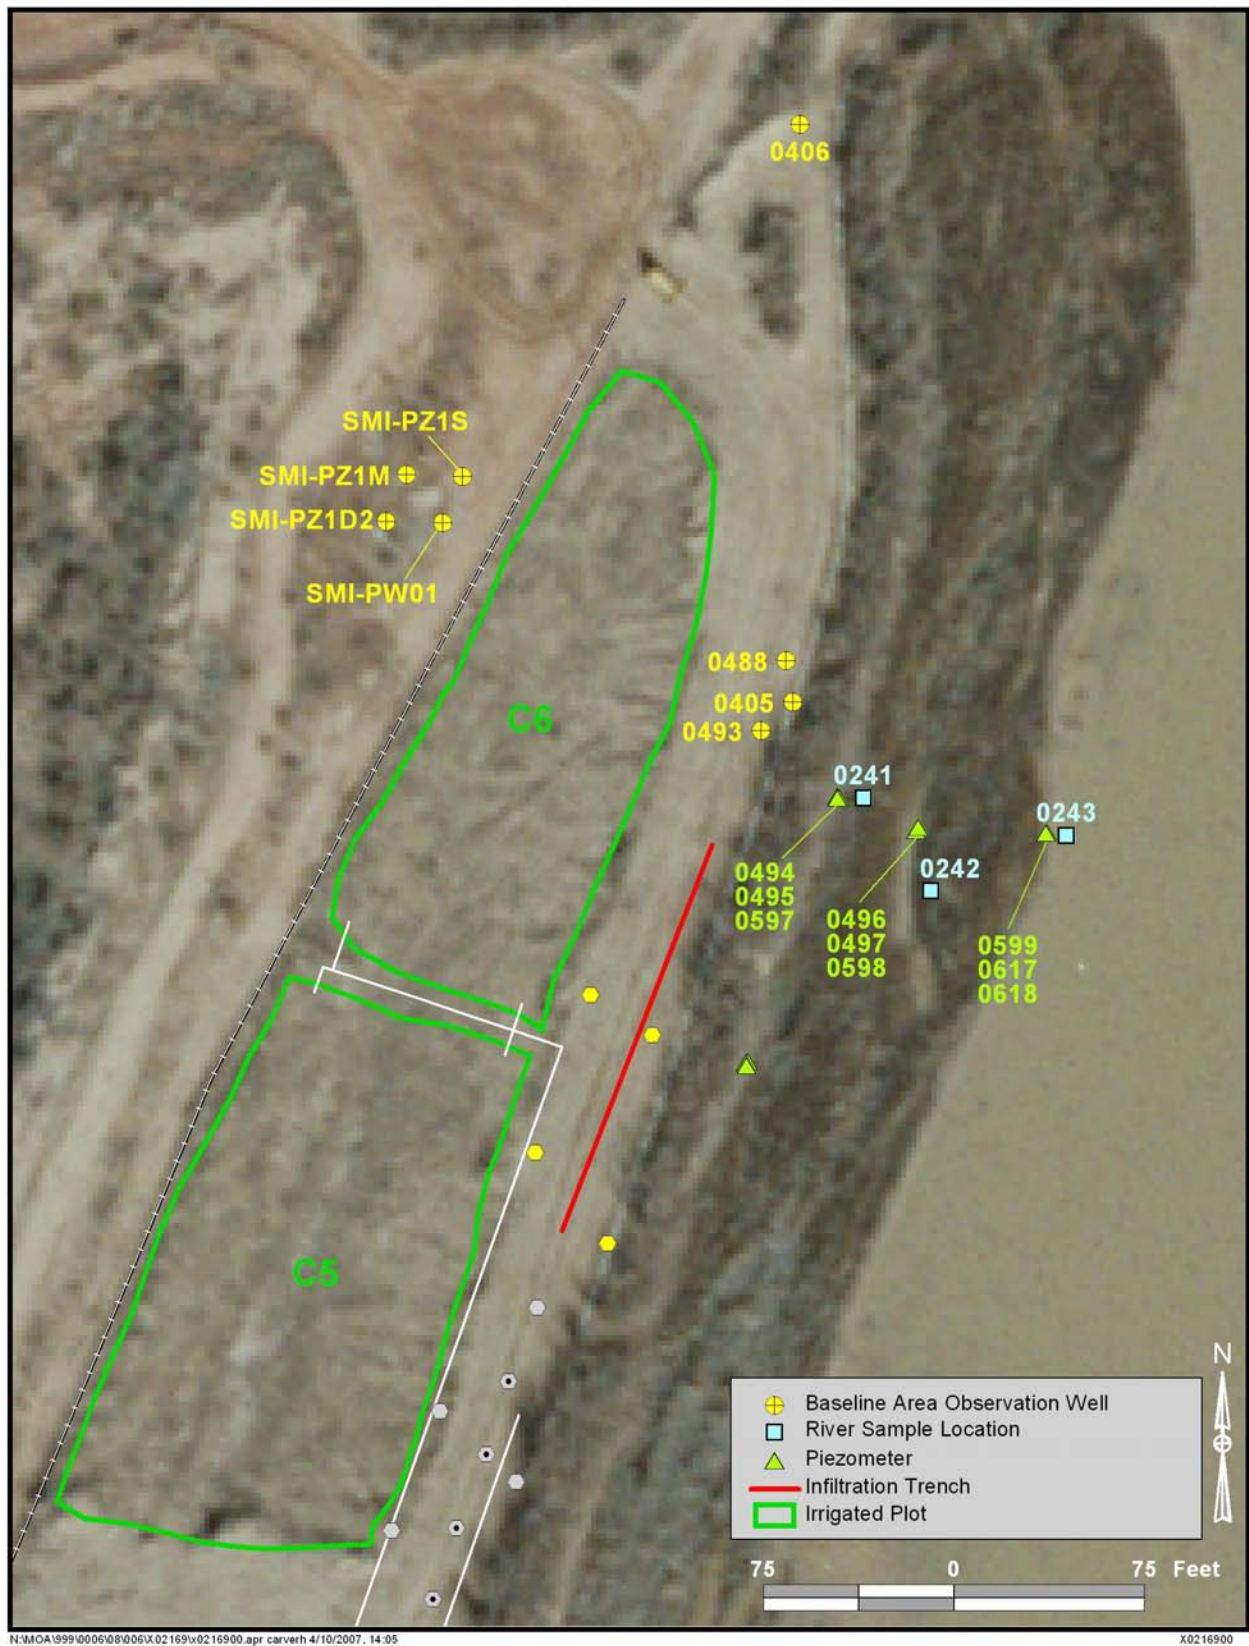 0406
SMI-PZ1S
SMI-PZ1M
SMI-PZ1D2
SMI-PW01
0488
C6
0405
0493
0241
0243
0494
0495
0597
0242
0496
0497
0598
0599
0617
0618
C5
N
Baseline Area Observation Well
River Sample Location
Piezometer
Infiltration Trench
Irrigated Plot
75 0 75 Feet
N:\MOA\999\0006\08\006\X02169\x0216900.apr carverh 4/10/2007, 14:05
X0216900